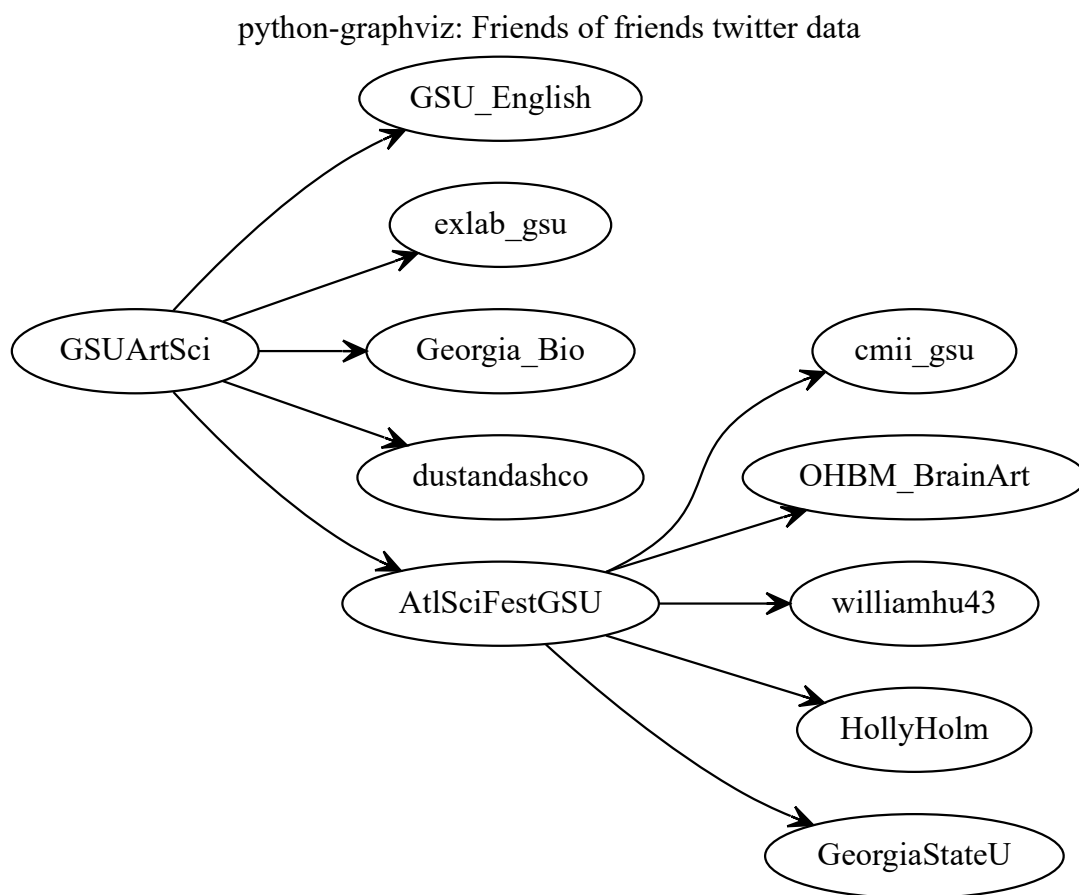 python-graphviz: Friends of friends twitter data
GSU_English
exlab_gsu
GSUArtSci
Georgia_Bio
cmii_gsu
dustandashco
OHBM_BrainArt
AtlSciFestGSU
williamhu43
HollyHolm
GeorgiaStateU